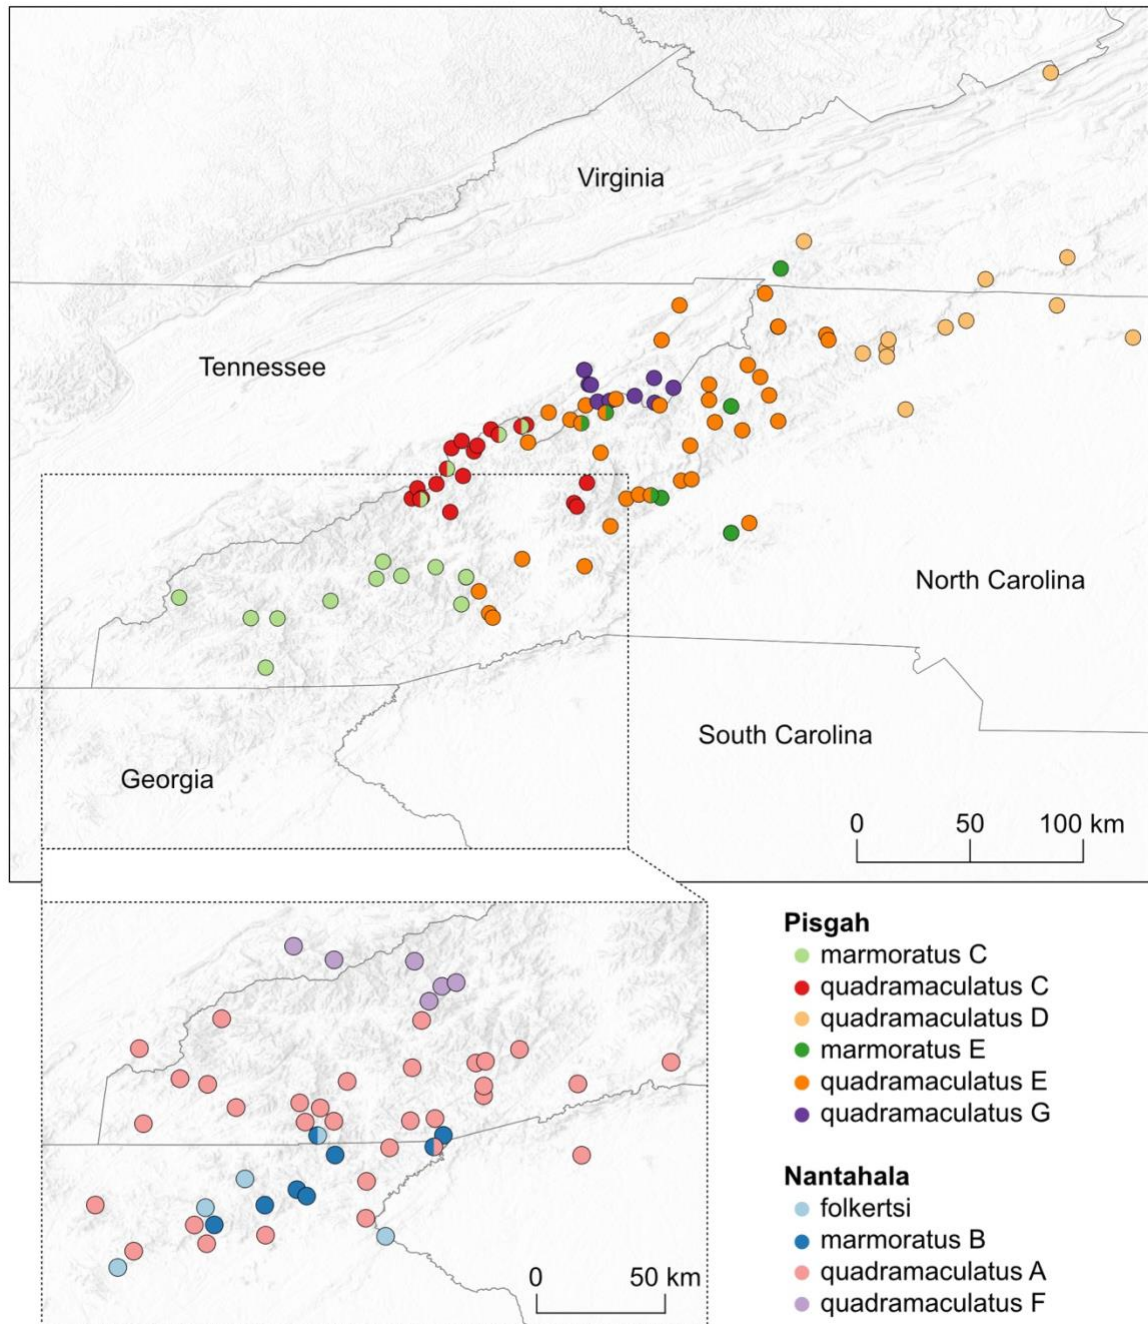 Virginia
Tennessee
North Carolina
South Carolina
Georgia
0 50 100 km
Pisgah
marmoratus C
quadramaculatus C
quadramaculatus D
marmoratus E
quadramaculatus E
quadramaculatus G
Nantahala
folkertsi
marmoratus B
quadramaculatus A
quadramaculatus F
0 50 km